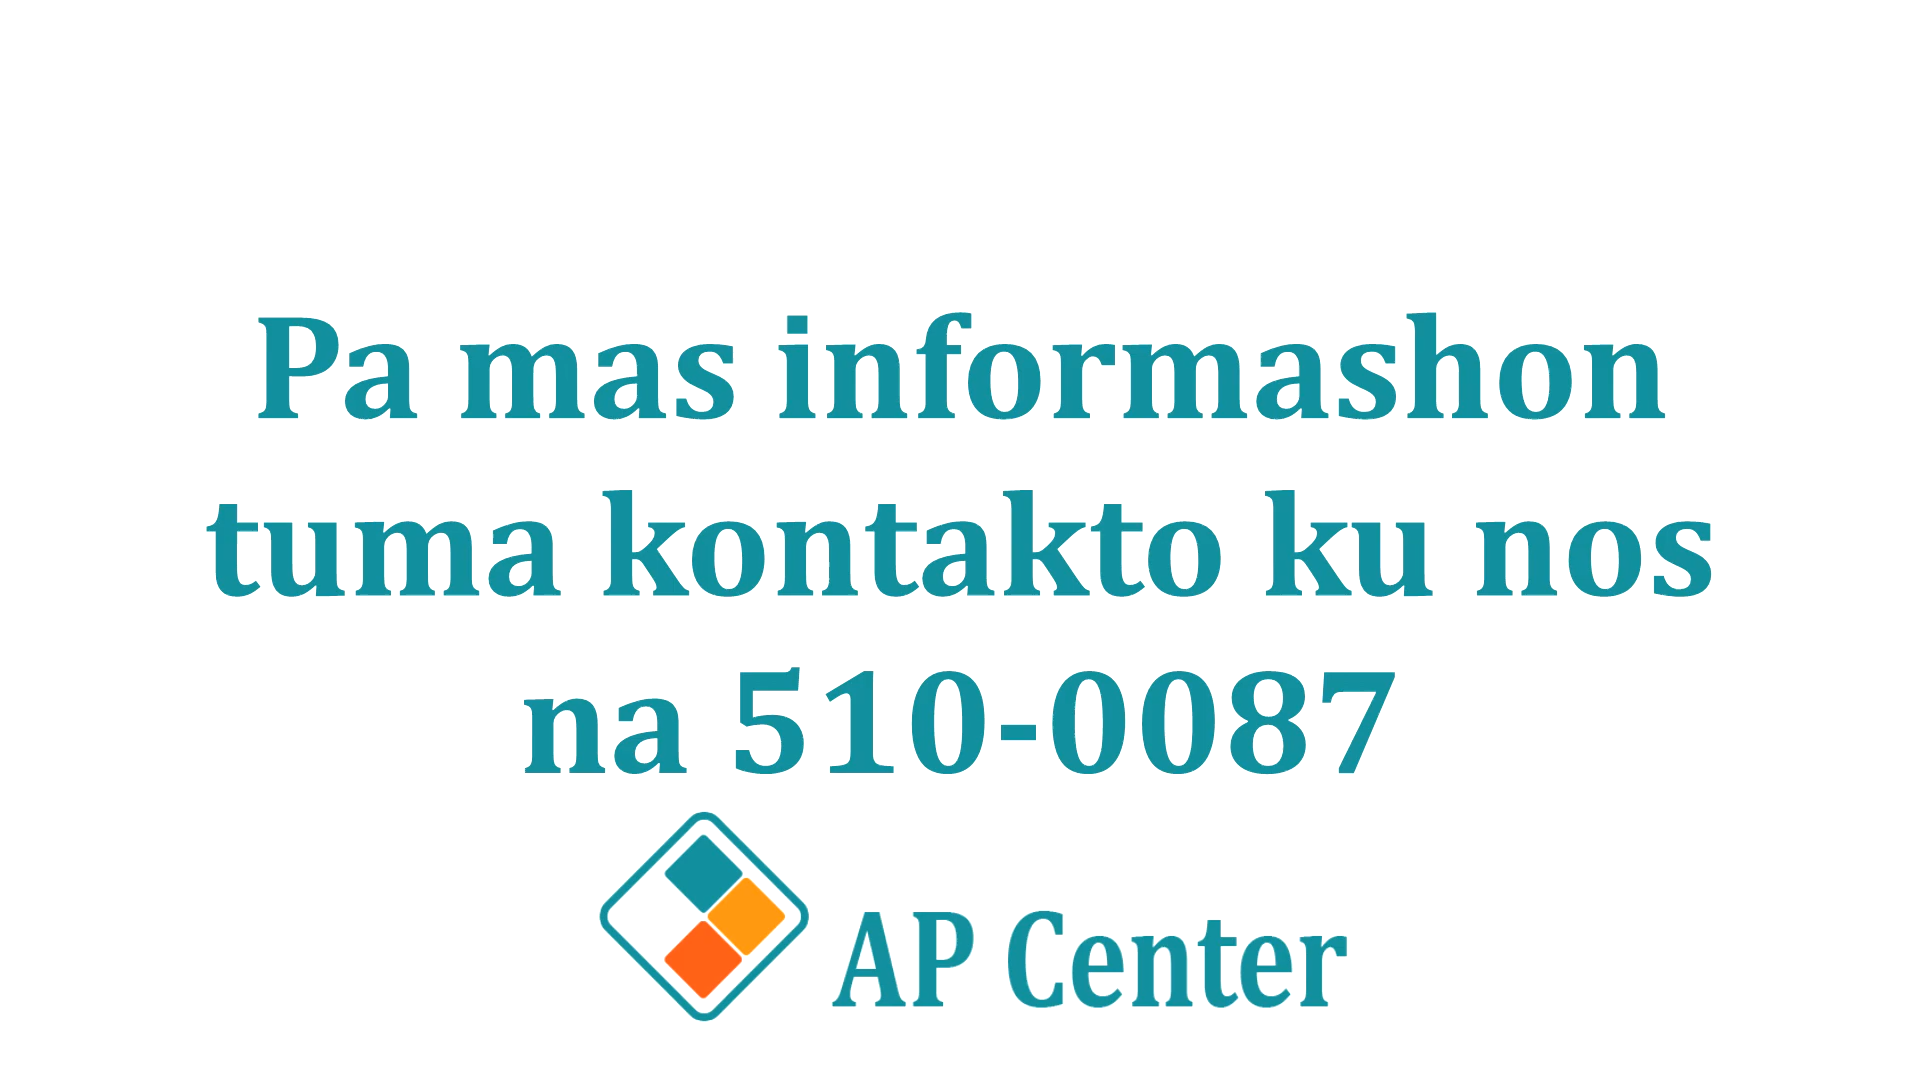 Pa mas informashon
tuma kontakto ku nos
na 510-0087
AP Center